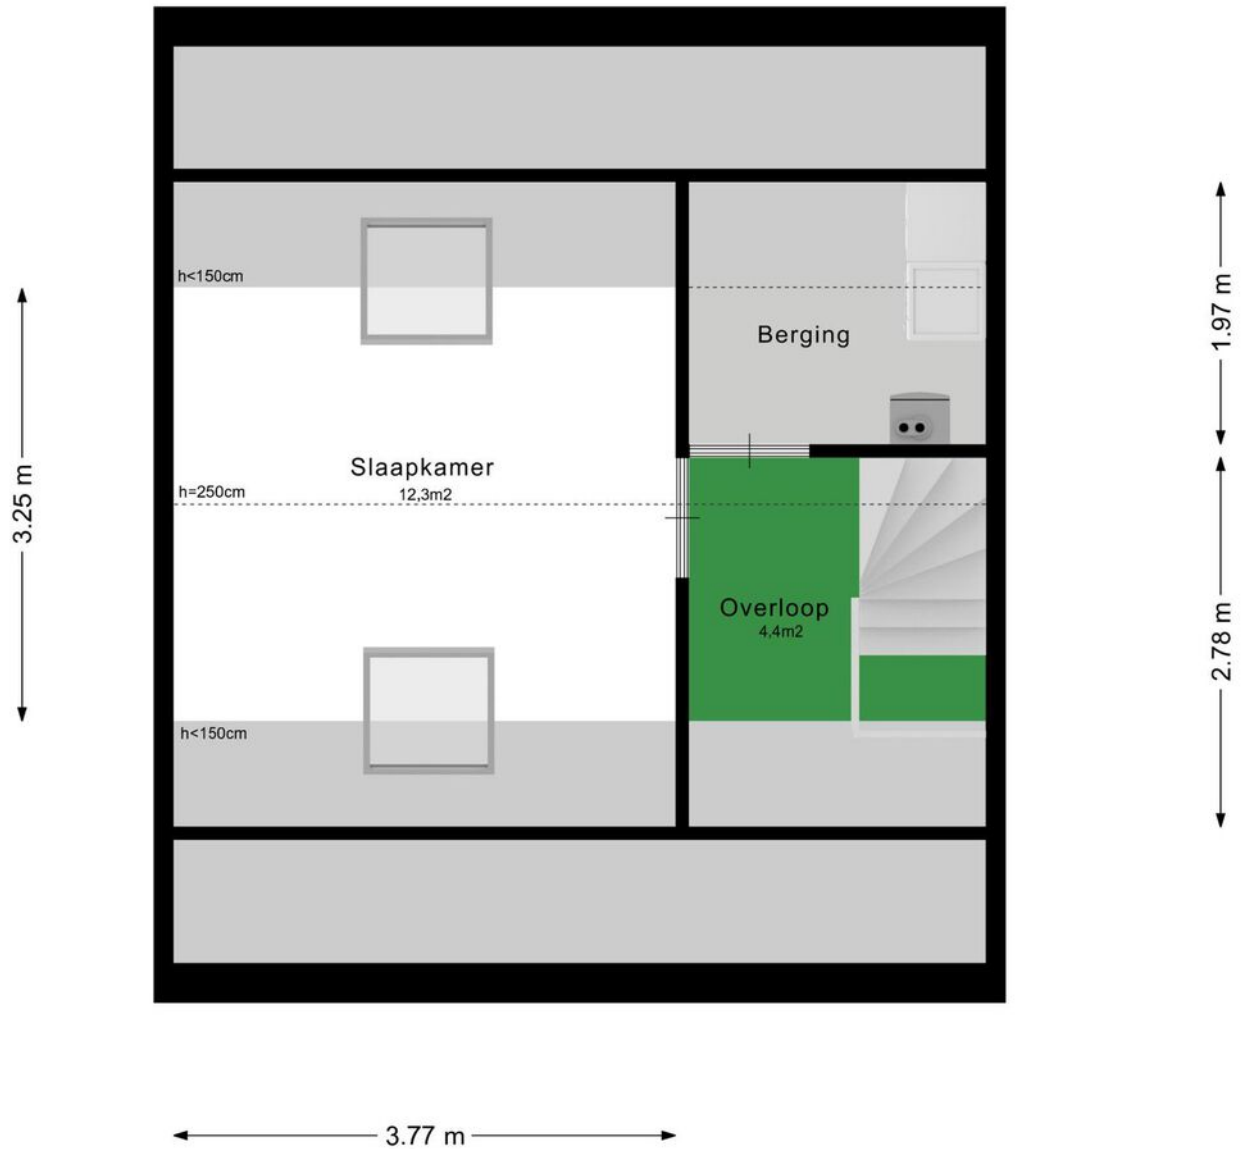 h<150cm
1.97 m
Berging
3.25 m
Slaapkamer
12,3m2
h=250cm
Overloop
4,4m2
2.78 m
h<150cm
3.77 m